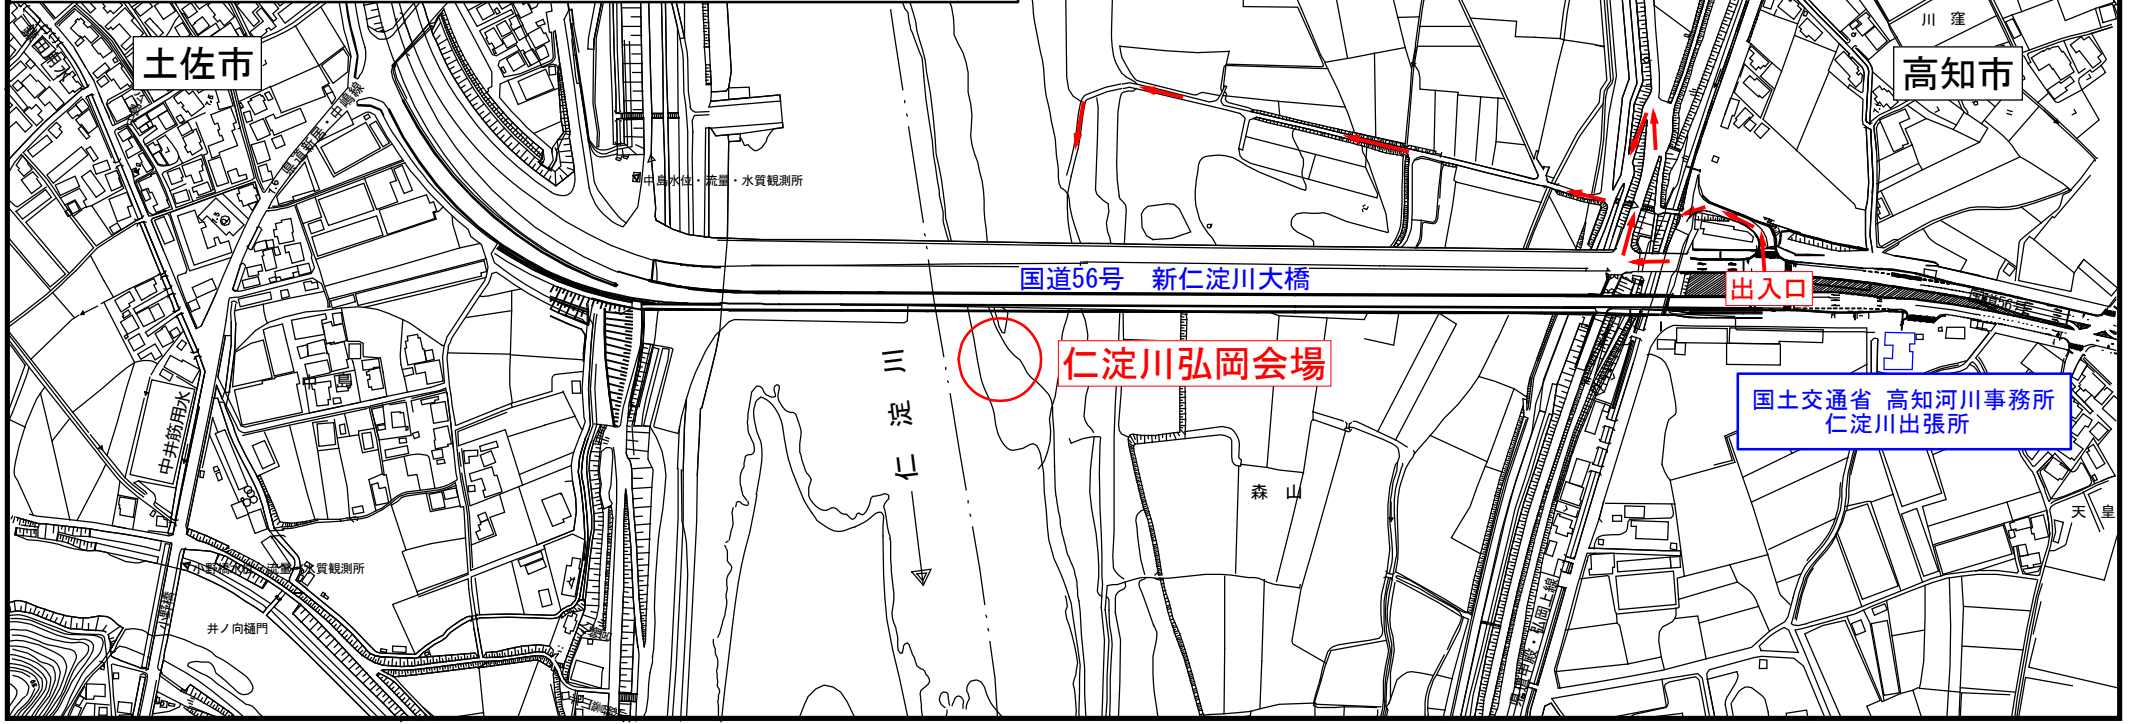 土佐市
高知市
川 窪
中島水位・流量・水質観測所
国道56号 新仁淀川大橋
出入口
仁淀川弘岡会場
国土交通省 高知河川事務所
仁淀川出張所
仁淀川
中井筋用水
森 山
天 皇
井ノ向樋門
小野橋